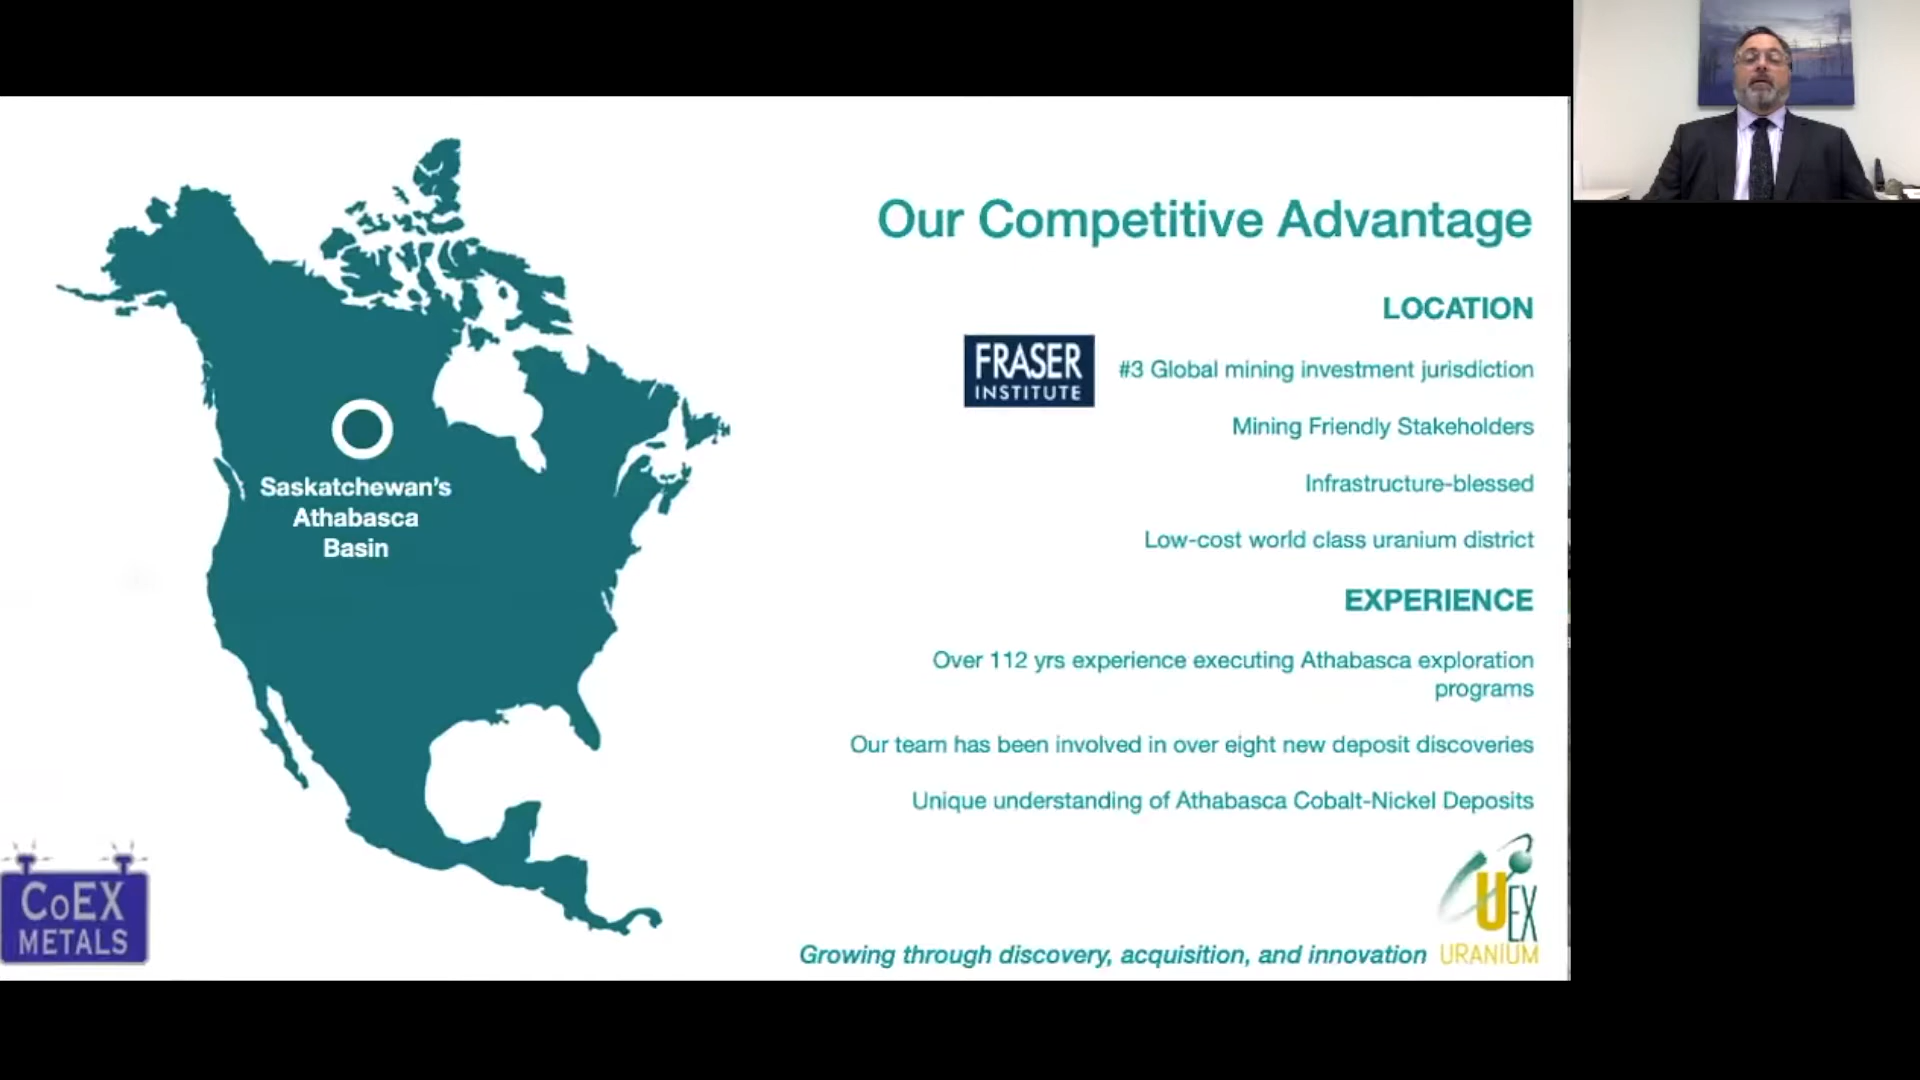 Our Competitive Advantage
LOCATION
FRASER
INSTITUTE
#3 Global mining investment jurisdiction
Mining Friendly Stakeholders
Infrastructure-blessed
Low-cost world class uranium district
Saskatchewan's
Athabasca
Basin
EXPERIENCE
Over 112 yrs experience executing Athabasca exploration
programs
Our team has been involved in over eight new deposit discoveries
Unique understanding of Athabasca Cobalt-Nickel Deposits
CoEX
METALS
Growing through discovery, acquisition, and innovation
UEX
URANIUM